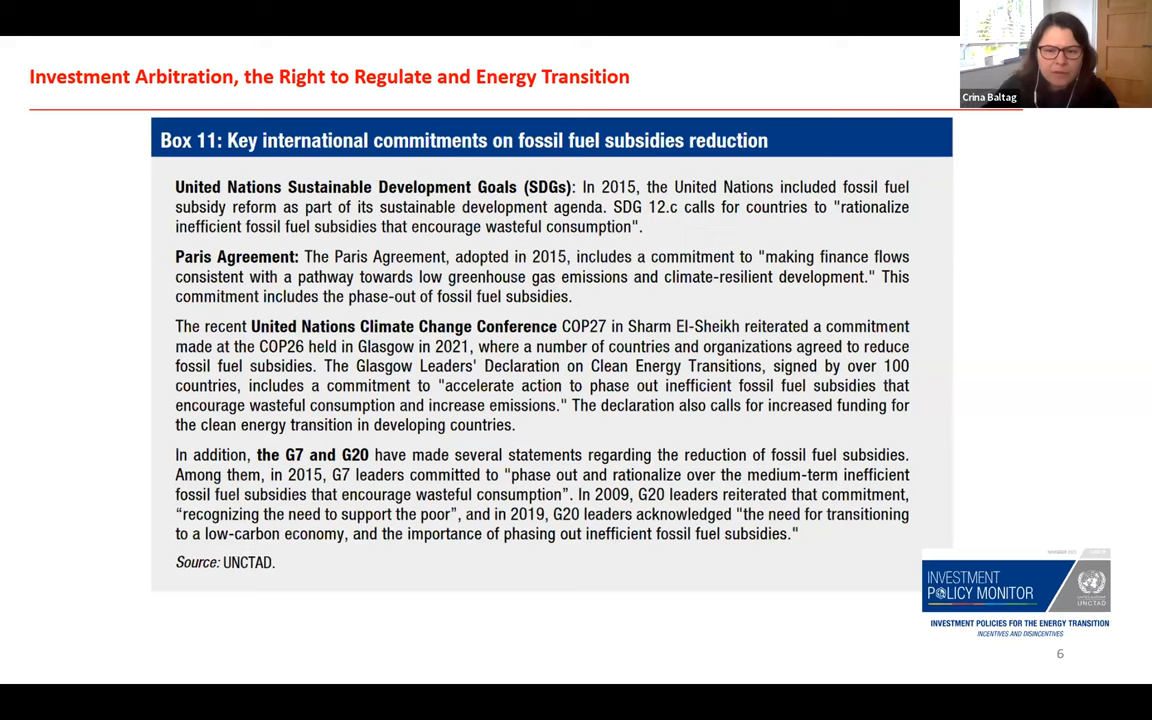 Investment Arbitration, the Right to Regulate and Energy Transition
Crina Baltag
Box 11: Key international commitments on fossil fuel subsidies reduction
United Nations Sustainable Development Goals (SDGs): In 2015, the United Nations included fossil fuel
subsidy reform as part of its sustainable development agenda. SDG 12.c calls for countries to "rationalize
inefficient fossil fuel subsidies that encourage wasteful consumption".
Paris Agreement: The Paris Agreement, adopted in 2015, includes a commitment to "making finance flows
consistent with a pathway towards low greenhouse gas emissions and climate-resilient development." This
commitment includes the phase-out of fossil fuel subsidies.
The recent United Nations Climate Change Conference COP27 in Sharm El-Sheikh reiterated a commitment
made at the COP26 held in Glasgow in 2021, where a number of countries and organizations agreed to reduce
fossil fuel subsidies. The Glasgow Leaders' Declaration on Clean Energy Transitions, signed by over 100
countries, includes a commitment to "accelerate action to phase out inefficient fossil fuel subsidies that
encourage wasteful consumption and increase emissions." The declaration also calls for increased funding for
the clean energy transition in developing countries.
In addition, the G7 and G20 have made several statements regarding the reduction of fossil fuel subsidies.
Among them, in 2015, G7 leaders committed to "phase out and rationalize over the medium-term inefficient
fossil fuel subsidies that encourage wasteful consumption”. In 2009, G20 leaders reiterated that commitment,
“recognizing the need to support the poor”, and in 2019, G20 leaders acknowledged "the need for transitioning
to a low-carbon economy, and the importance of phasing out inefficient fossil fuel subsidies."
Source: UNCTAD.
INVESTMENT
POLICY MONITOR
UNCTAD
INVESTMENT POLICIES FOR THE ENERGY TRANSITION
INCENTIVES AND DISINCENTIVES
6